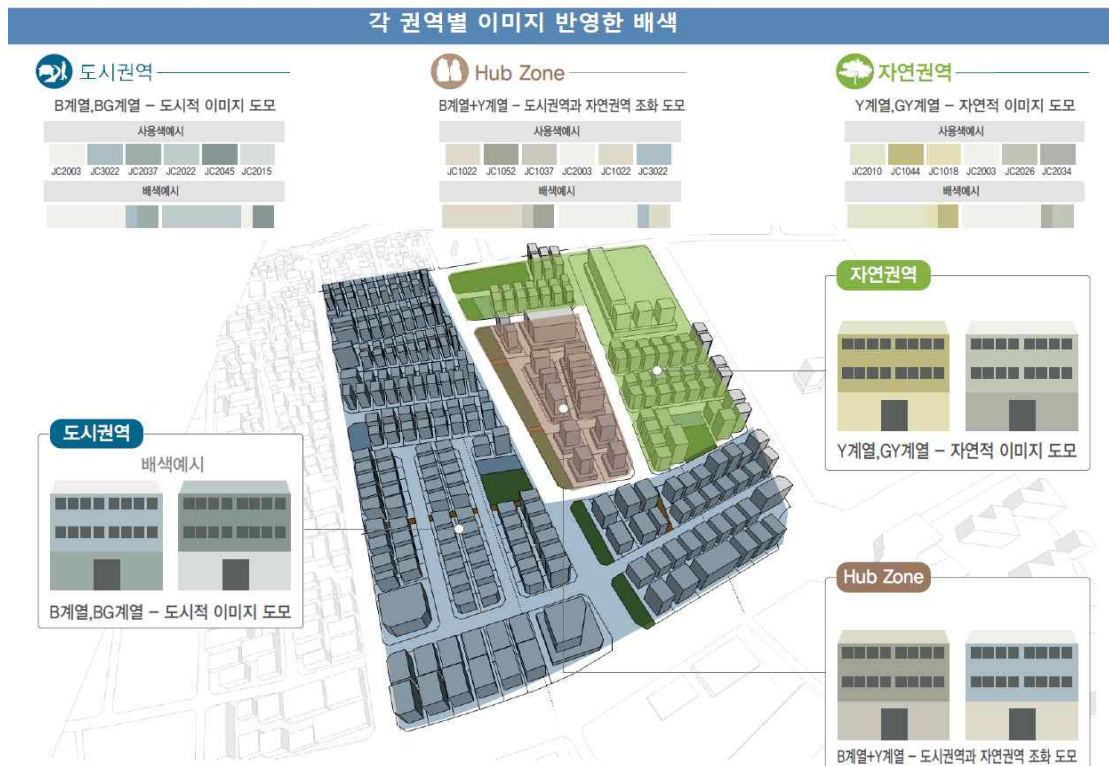 각 권역별 이미지 반영한 배색
도시권역
B계열,BG계열 – 도시적 이미지 도모
사용색예시
JC2003 JC3022 JC2037 JC2022 JC2045 JC2015
배색예시
Hub Zone
B계열+Y계열 – 도시권역과 자연권역 조화 도모
사용색예시
JC1022 JC1052 JC1037 JC2003 JC1022 JC3022
배색예시
자연권역
Y계열,GY계열 – 자연적 이미지 도모
사용색예시
JC2010 JC1044 JC1018 JC2003 JC2026 JC2034
배색예시
자연권역
Y계열,GY계열 – 자연적 이미지 도모
도시권역
배색예시
B계열,BG계열 – 도시적 이미지 도모
Hub Zone
B계열+Y계열 – 도시권역과 자연권역 조화 도모